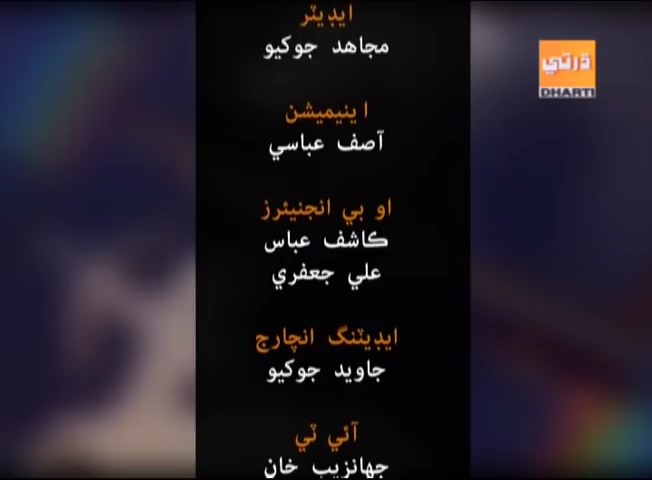 ايڊيٽر
مجاهد جوکيو
اينيميشن
آصف عباسي
او بي انجنيئرز
ڪاشف عباس
علي جعفري
ايڊيٽنگ انچارج
جاويد جوکيو
آئي ٽي
جهانزيب خان
ڌرتي
DHARTI